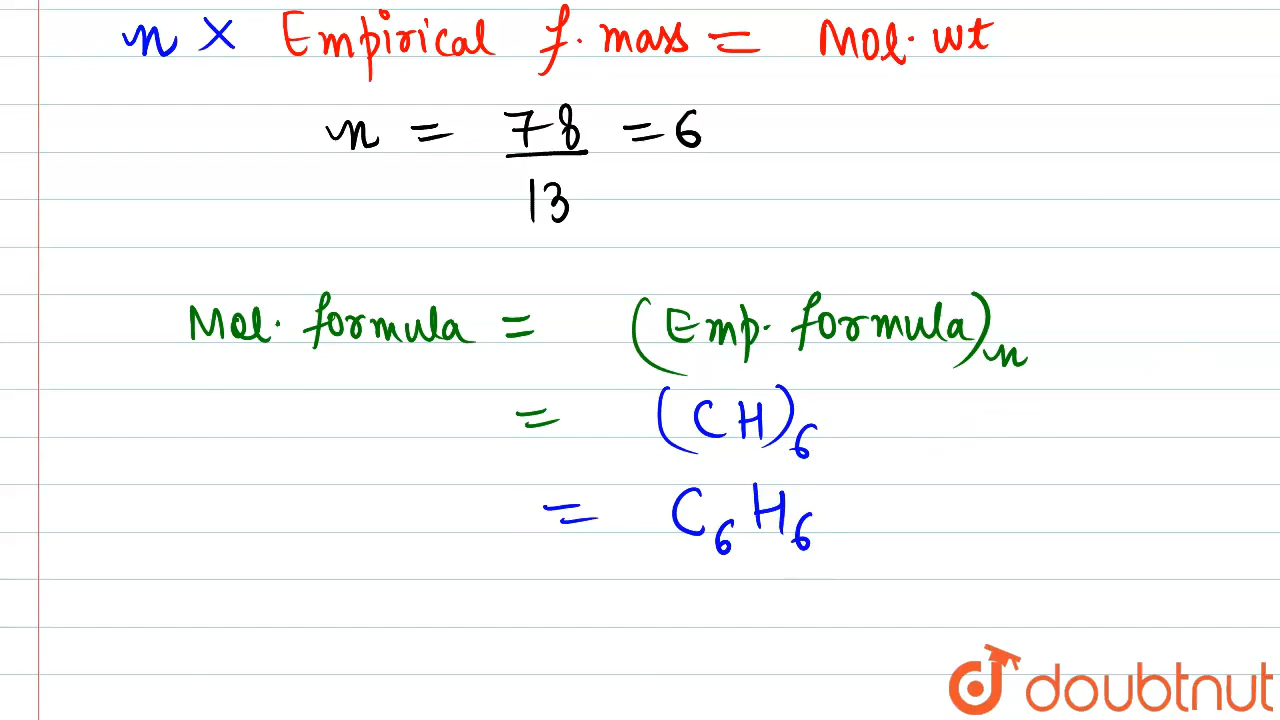 n × Empirical f. mass = Mol. wt
n = 78/13 = 6
Mol. formula = (Emp. formula)n
= (CH)6
= C6H6
doubtnut